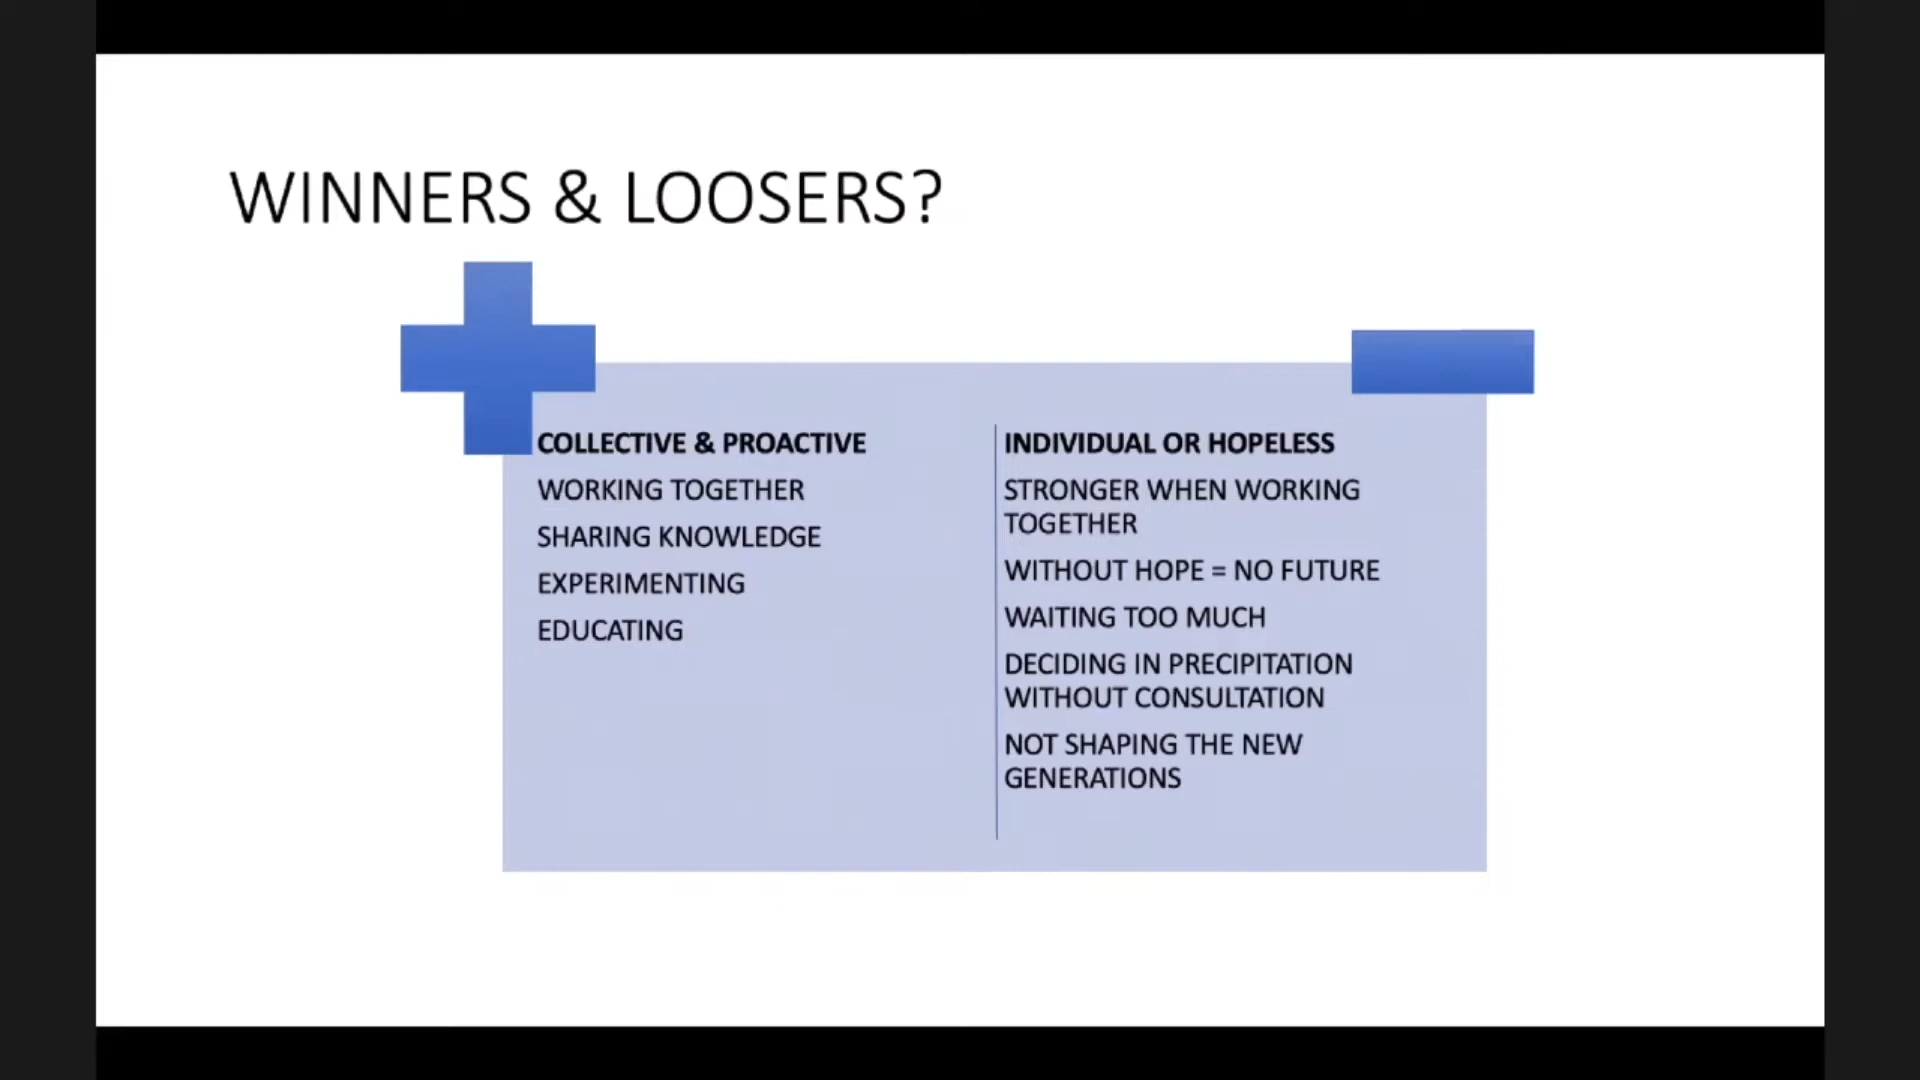 WINNERS & LOOSERS?
COLLECTIVE & PROACTIVE
WORKING TOGETHER
SHARING KNOWLEDGE
EXPERIMENTING
EDUCATING
INDIVIDUAL OR HOPELESS
STRONGER WHEN WORKING
TOGETHER
WITHOUT HOPE = NO FUTURE
WAITING TOO MUCH
DECIDING IN PRECIPITATION
WITHOUT CONSULTATION
NOT SHAPING THE NEW
GENERATIONS